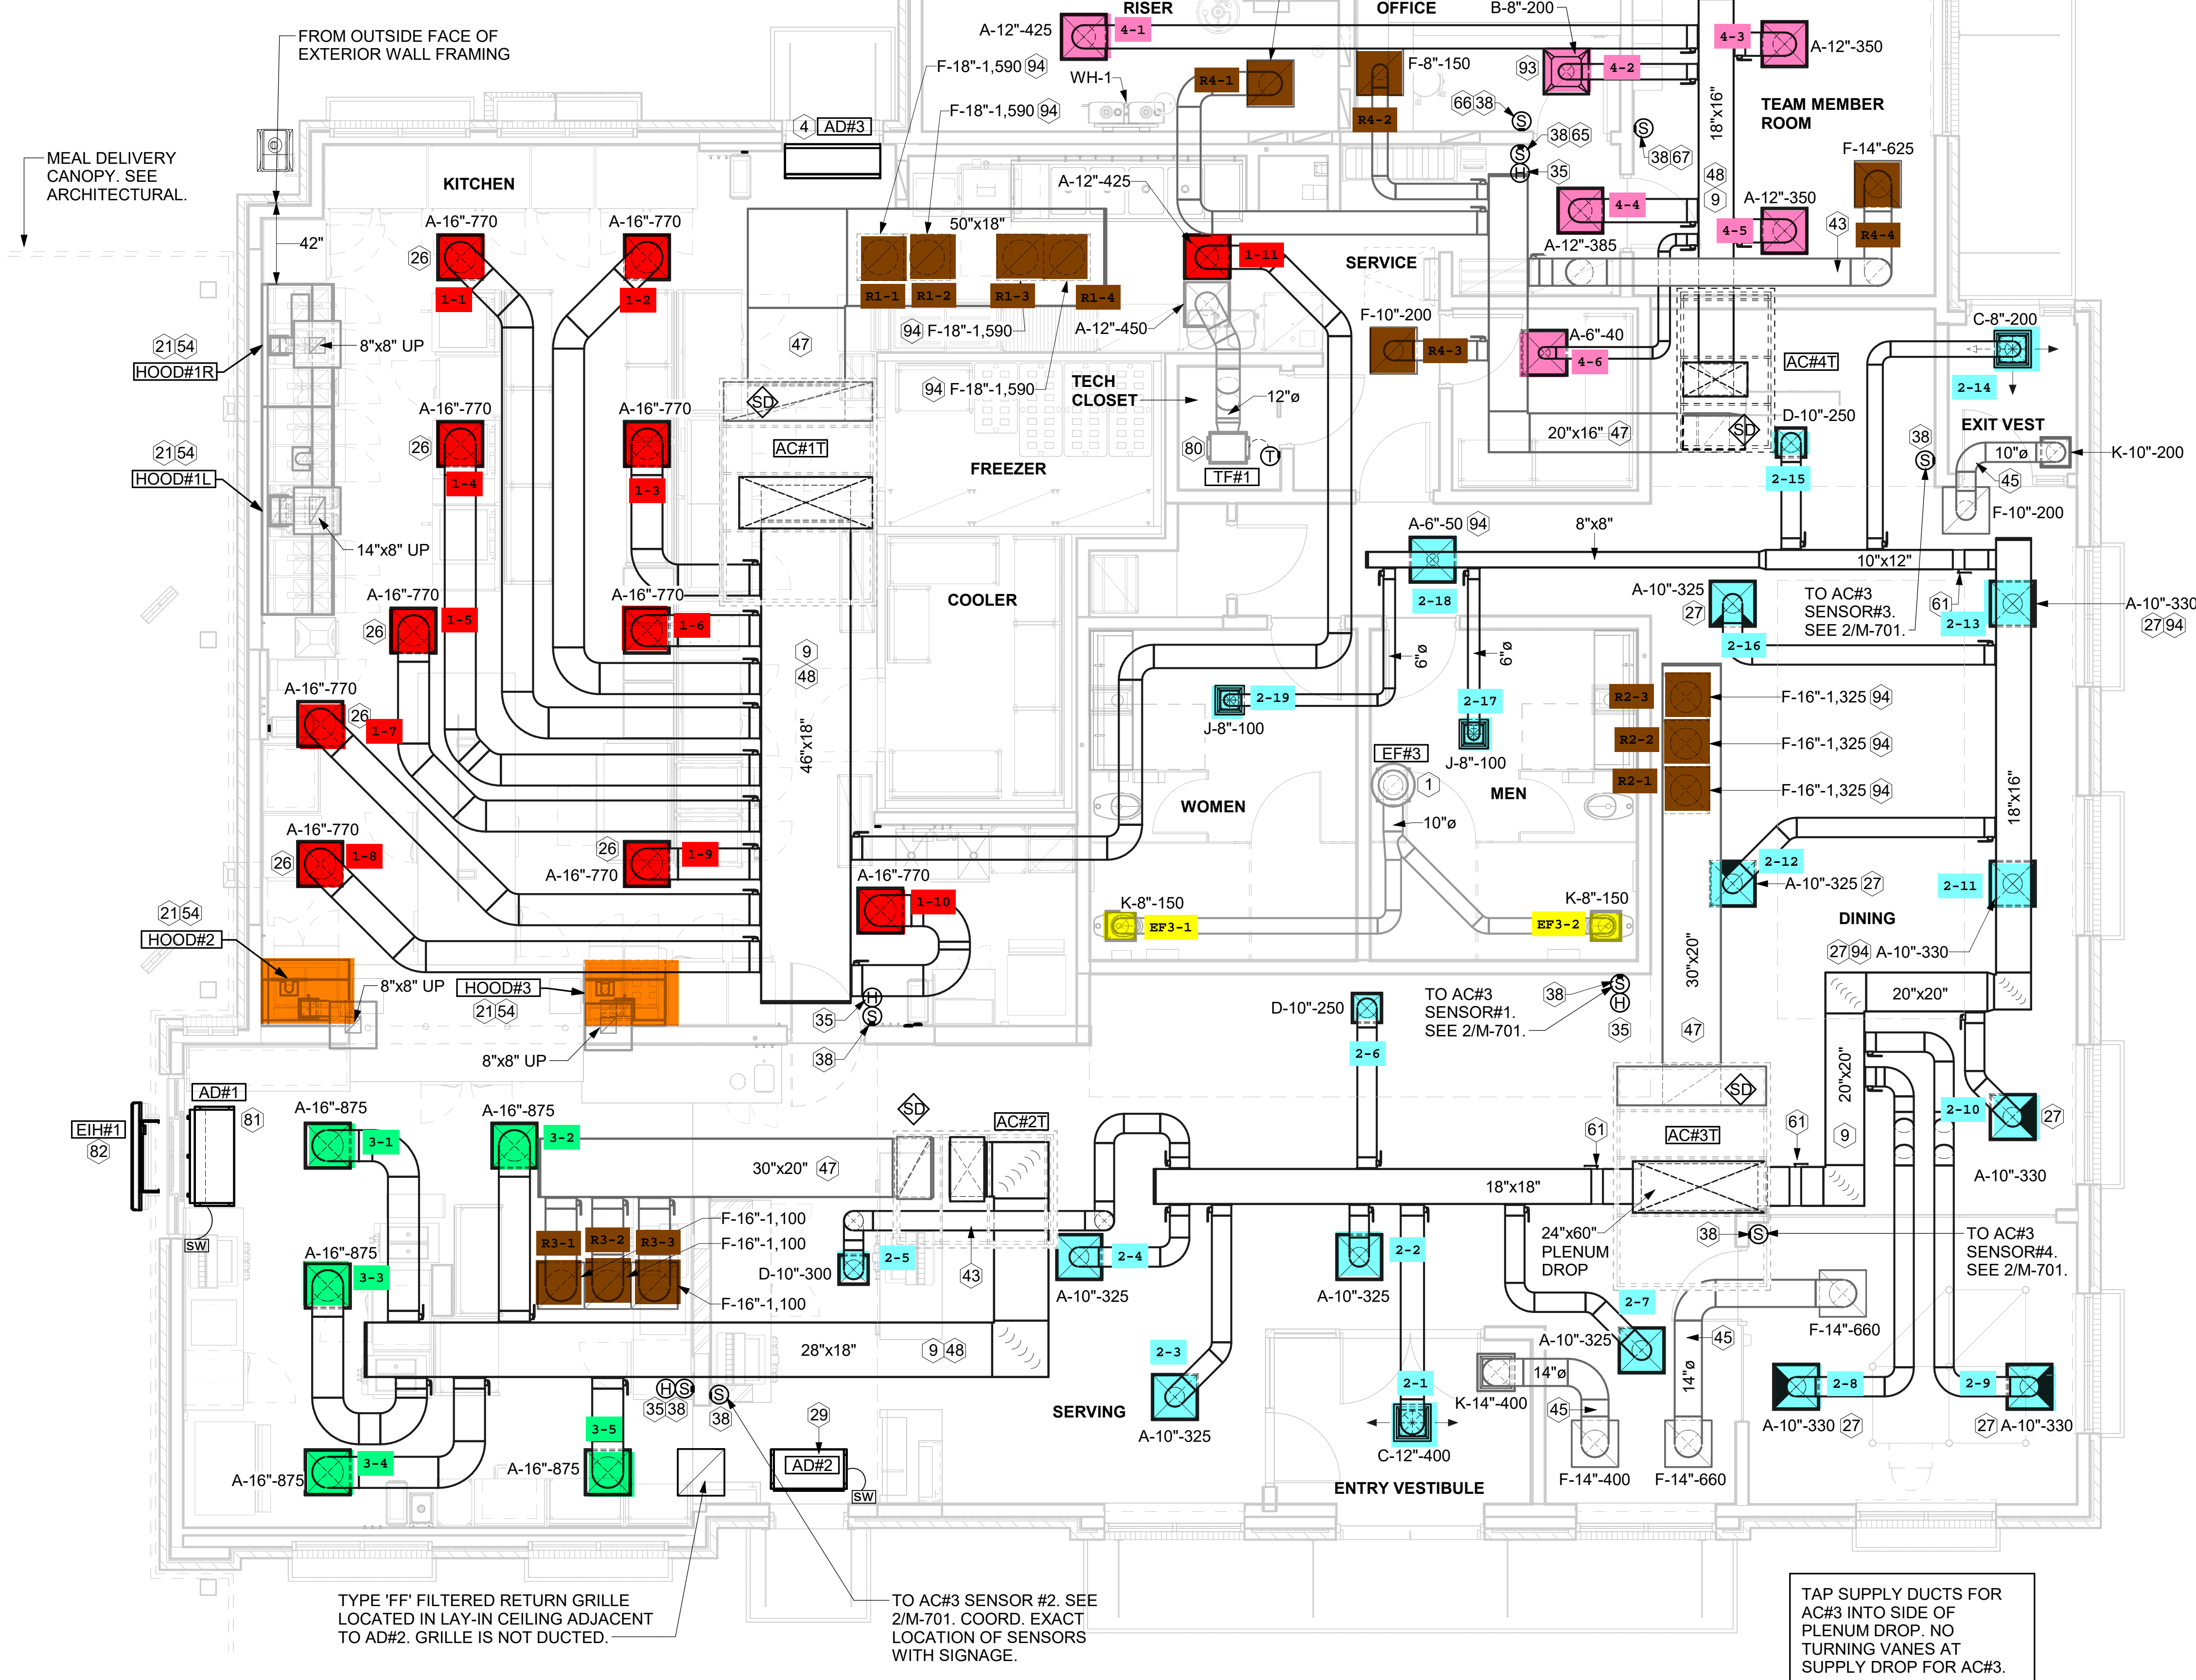 FROM OUTSIDE FACE OF
EXTERIOR WALL FRAMING
MEAL DELIVERY
CANOPY. SEE
ARCHITECTURAL.
42"
KITCHEN
4 AD#3
RISER
A-12"-425
4-1
OFFICE
B-8"-200
93
4-2
4-3
A-12"-350
TEAM MEMBER
ROOM
18"x16"
F-18"-1,590 94
F-18"-1,590 94
WH-1
R4-1
F-8"-150
R4-2
66 38
S
38 65
S
H
35
S
38 67
48
9
F-14"-625
R4-4
43
A-12"-350
4-5
4-4
A-12"-385
A-12"-425
1-11
A-12"-450
SERVICE
F-10"-200
R4-3
A-6"-40
4-6
20"x16" 47
SD
AC#4T
D-10"-250
2-15
C-8"-200
2-14
EXIT VEST
10"ø
K-10"-200
45
F-10"-200
38
S
TO AC#3
SENSOR#3.
SEE 2/M-701.
50"x18"
R1-1
R1-2
R1-3
R1-4
94 F-18"-1,590
94 F-18"-1,590
47
SD
AC#1T
TECH
CLOSET
12"ø
80
TF#1
T
FREEZER
COOLER
A-16"-770
26
1-1
A-16"-770
1-2
21 54
HOOD#1R
8"x8" UP
A-16"-770
26
1-4
A-16"-770
1-3
21 54
HOOD#1L
14"x8" UP
A-16"-770
26
1-5
A-16"-770
1-6
9
48
46"x18"
A-16"-770
26
1-7
A-16"-770
26
1-8
26
1-9
A-16"-770
A-16"-770
1-10
21 54
HOOD#2
8"x8" UP
HOOD#3
21 54
8"x8" UP
35
H
S
38
A-6"-50 94
2-18
8"x8"
10"x12"
61
6"ø
6"ø
2-19
J-8"-100
2-17
J-8"-100
WOMEN
MEN
EF#3
1
10"ø
K-8"-150
EF3-1
K-8"-150
EF3-2
A-10"-325
27
2-16
2-13
A-10"-330
27 94
R2-3
R2-2
R2-1
F-16"-1,325 94
F-16"-1,325 94
F-16"-1,325 94
18"x16"
2-12
A-10"-325 27
2-11
DINING
27 94 A-10"-330
30"x20"
47
20"x20"
20"x20"
9
D-10"-250
2-6
TO AC#3
SENSOR#1.
SEE 2/M-701.
38
S
H
35
SD
AC#3T
61
61
2-10
27
A-10"-330
AD#1
81
EIH#1
82
SW
A-16"-875
3-1
A-16"-875
3-2
A-16"-875
3-3
A-16"-875
3-4
A-16"-875
3-5
30"x20" 47
SD
AC#2T
R3-1
R3-2
R3-3
F-16"-1,100
F-16"-1,100
F-16"-1,100
D-10"-300
2-5
43
28"x18"
9 48
H S
35 38
S
38
29
AD#2
SW
18"x18"
2-4
A-10"-325
2-2
A-10"-325
2-3
A-10"-325
SERVING
2-1
C-12"-400
ENTRY VESTIBULE
24"x60"
PLENUM
DROP
2-7
A-10"-325
38
S
TO AC#3
SENSOR#4.
SEE 2/M-701.
K-14"-400
14"ø
45
F-14"-400
14"ø
45
F-14"-660
F-14"-660
2-8
A-10"-330 27
2-9
27 A-10"-330
TYPE 'FF' FILTERED RETURN GRILLE
LOCATED IN LAY-IN CEILING ADJACENT
TO AD#2. GRILLE IS NOT DUCTED.
TO AC#3 SENSOR #2. SEE
2/M-701. COORD. EXACT
LOCATION OF SENSORS
WITH SIGNAGE.
TAP SUPPLY DUCTS FOR
AC#3 INTO SIDE OF
PLENUM DROP. NO
TURNING VANES AT
SUPPLY DROP FOR AC#3.